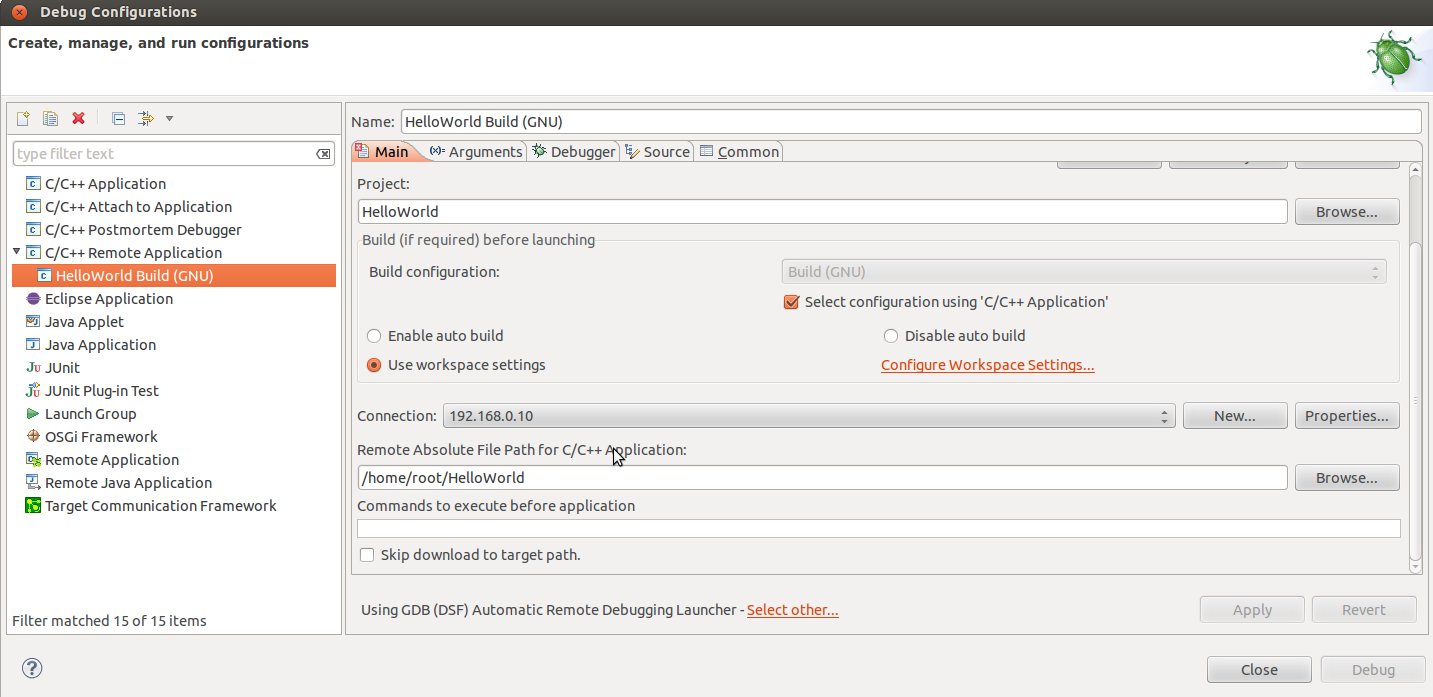 Debug Configurations
Create, manage, and run configurations
type filter text
C/C++ Application
C/C++ Attach to Application
C/C++ Postmortem Debugger
C/C++ Remote Application
HelloWorld Build (GNU)
Eclipse Application
Java Applet
Java Application
JUnit
JUnit Plug-in Test
Launch Group
OSGi Framework
Remote Application
Remote Java Application
Target Communication Framework
Filter matched 15 of 15 items
Name: HelloWorld Build (GNU)
Main (x)= Arguments Debugger Source Common
Project:
HelloWorld Browse...
Build (if required) before launching
Build configuration: Build (GNU)
Select configuration using 'C/C++ Application'
Enable auto build Disable auto build
Use workspace settings Configure Workspace Settings...
Connection: 192.168.0.10 New... Properties...
Remote Absolute File Path for C/C++ Application:
/home/root/HelloWorld Browse...
Commands to execute before application
Skip download to target path.
Using GDB (DSF) Automatic Remote Debugging Launcher - Select other... Apply Revert
? Close Debug